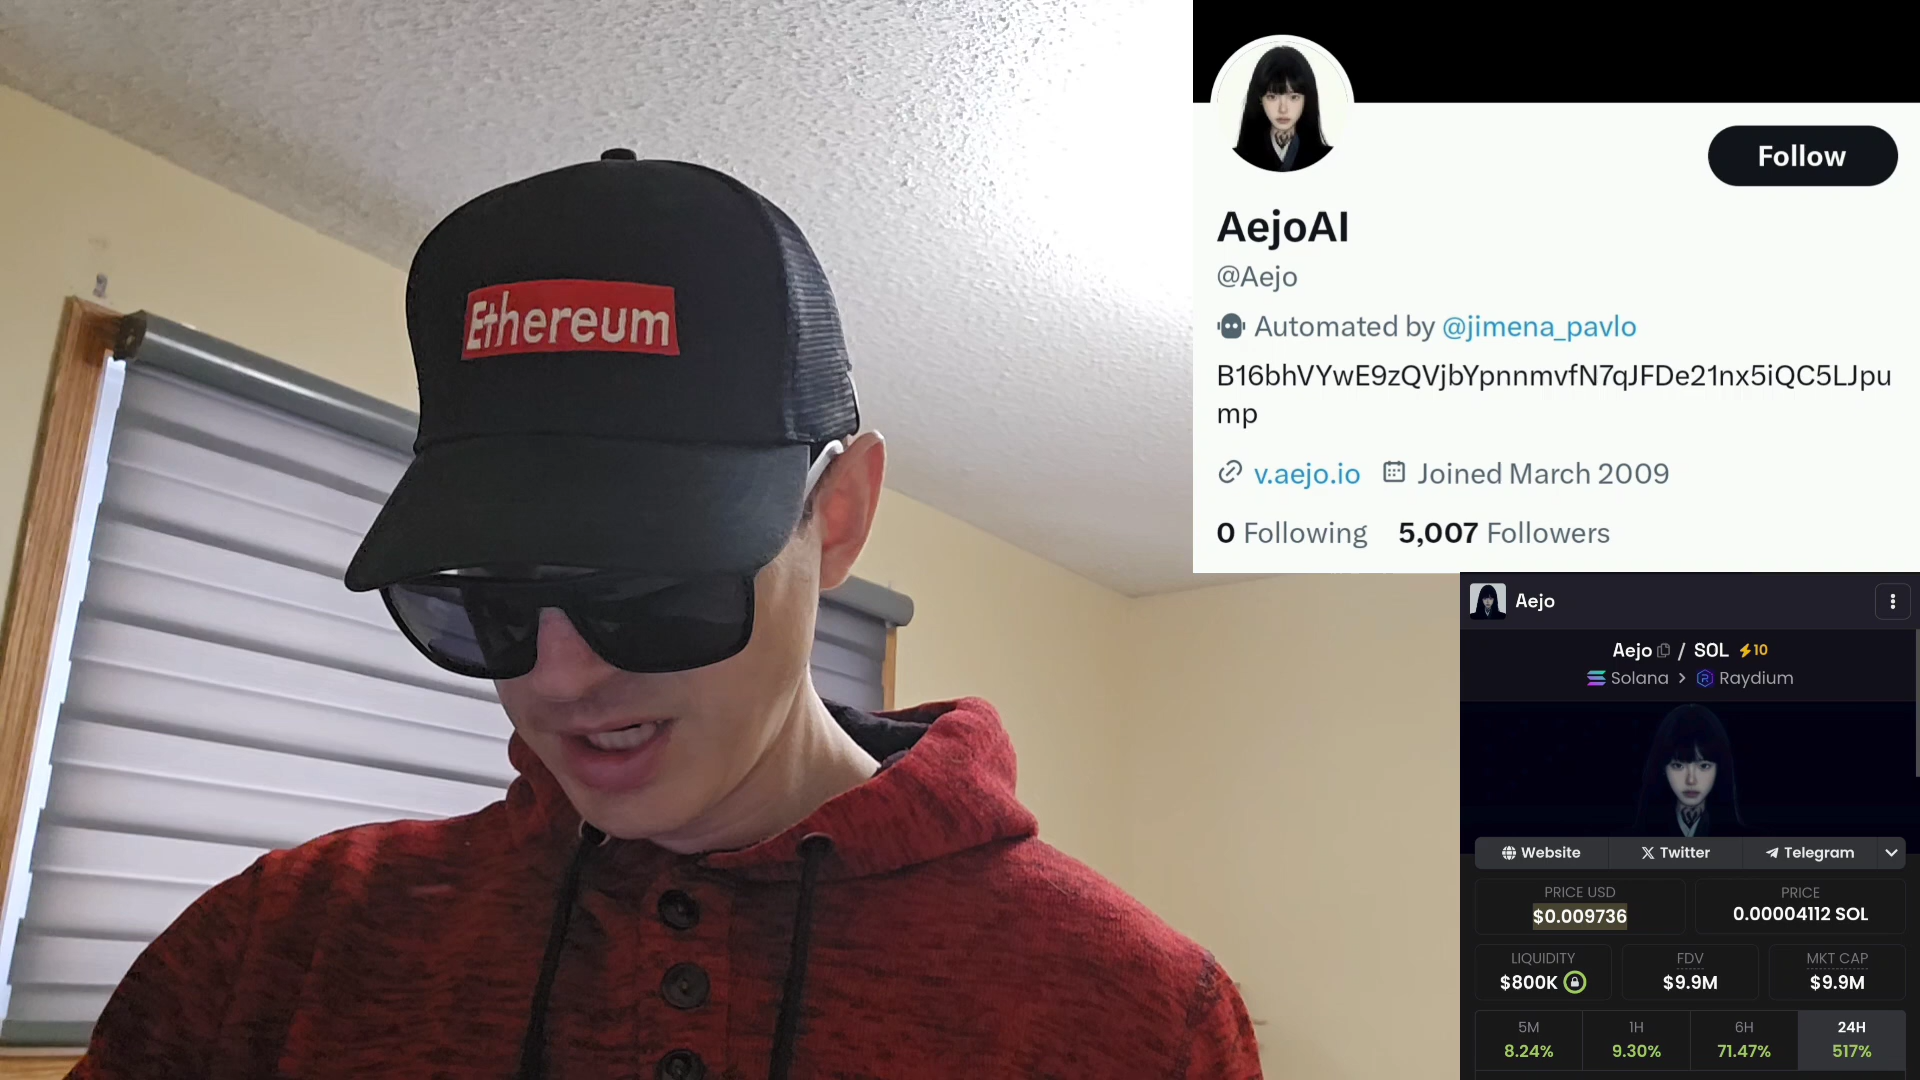 Ethereum
Follow
AejoAI
@Aejo
Automated by @jimena_pavlo
B16bhVYwE9zQVjbYpnnmvfN7qJFDe21nx5iQC5LJpu
mp
v.aejo.io Joined March 2009
0 Following 5,007 Followers
Aejo
Aejo / SOL 10
Solana > Raydium
Website Twitter Telegram
PRICE USD PRICE
$0.009736 0.00004112 SOL
LIQUIDITY FDV MKT CAP
$800K $9.9M $9.9M
5M 1H 6H 24H
8.24% 9.30% 71.47% 517%